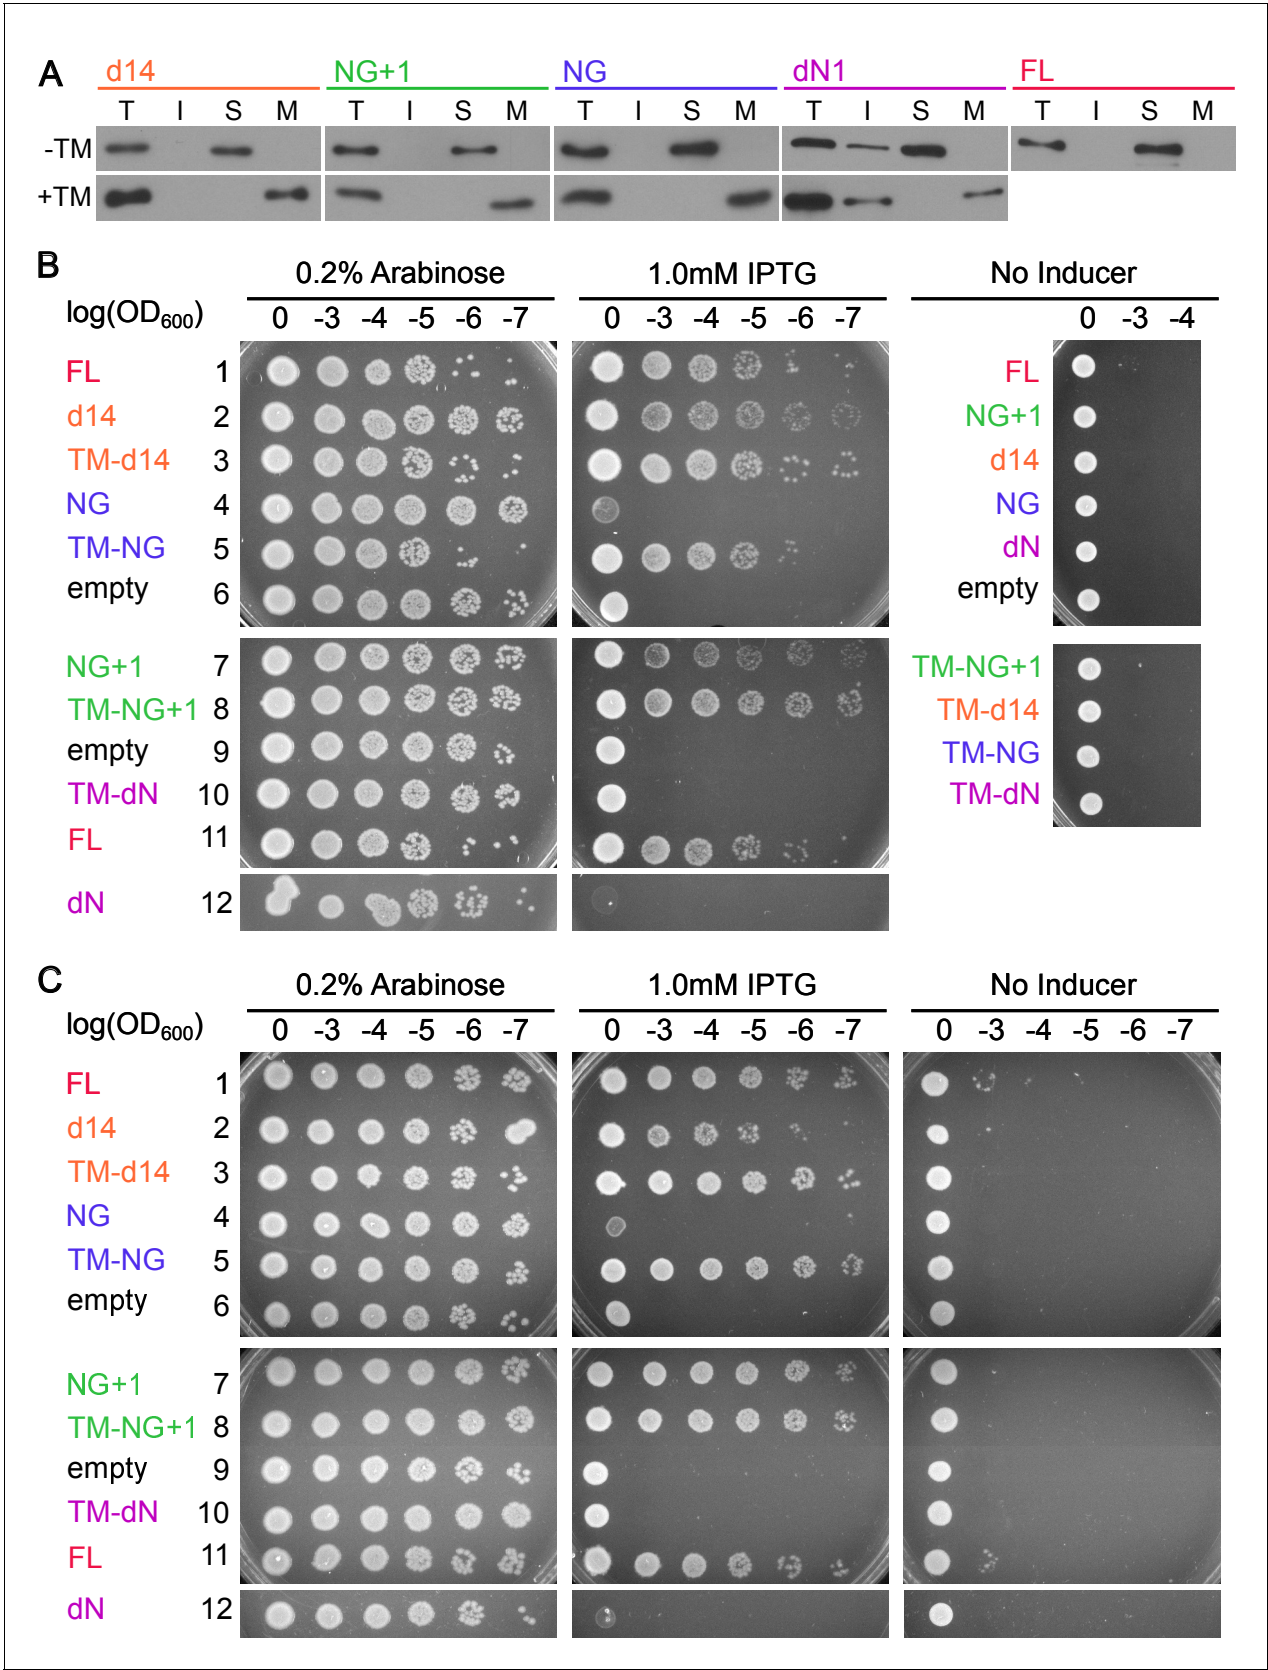 A d14 NG+1 NG dN1 FL
T I S M T I S M T I S M T I S M T I S M
-TM
+TM
B 0.2% Arabinose 1.0mM IPTG No Inducer
log(OD600) 0 -3 -4 -5 -6 -7 0 -3 -4 -5 -6 -7 0 -3 -4
FL 1 FL
d14 2 NG+1
TM-d14 3 d14
NG 4 NG
TM-NG 5 dN
empty 6 empty
NG+1 7 TM-NG+1
TM-NG+1 8 TM-d14
empty 9 TM-NG
TM-dN 10 TM-dN
FL 11
dN 12
C 0.2% Arabinose 1.0mM IPTG No Inducer
log(OD600) 0 -3 -4 -5 -6 -7 0 -3 -4 -5 -6 -7 0 -3 -4 -5 -6 -7
FL 1
d14 2
TM-d14 3
NG 4
TM-NG 5
empty 6
NG+1 7
TM-NG+1 8
empty 9
TM-dN 10
FL 11
dN 12